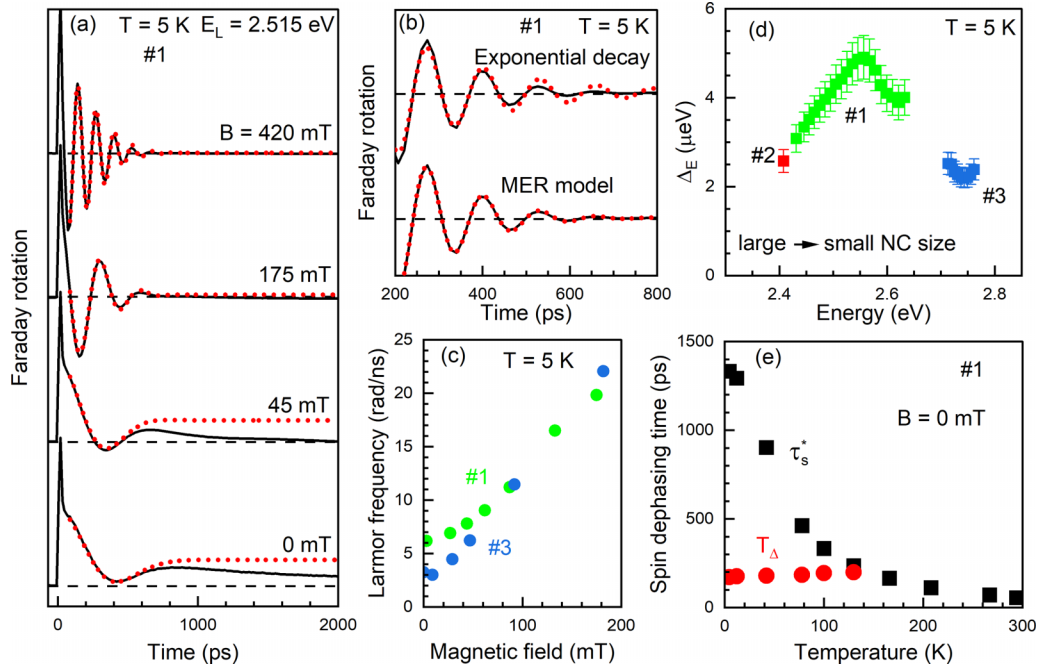 (a) T = 5 K E_L = 2.515 eV
#1
B = 420 mT
175 mT
45 mT
0 mT
Faraday rotation
0 500 1000 1500 2000
Time (ps)
(b) #1 T = 5 K
Exponential decay
MER model
Faraday rotation
200 400 600 800
Time (ps)
(c) T = 5 K
#1
#3
Larmor frequency (rad/ns)
25
20
15
10
5
0
0 50 100 150 200
Magnetic field (mT)
(d) T = 5 K
#1
#2
#3
large → small NC size
Δ_E (μeV)
6
4
2
0
2.4 2.6 2.8
Energy (eV)
(e) #1
B = 0 mT
τ_s^*
T_Δ
Spin dephasing time (ps)
1500
1000
500
0
0 100 200 300
Temperature (K)